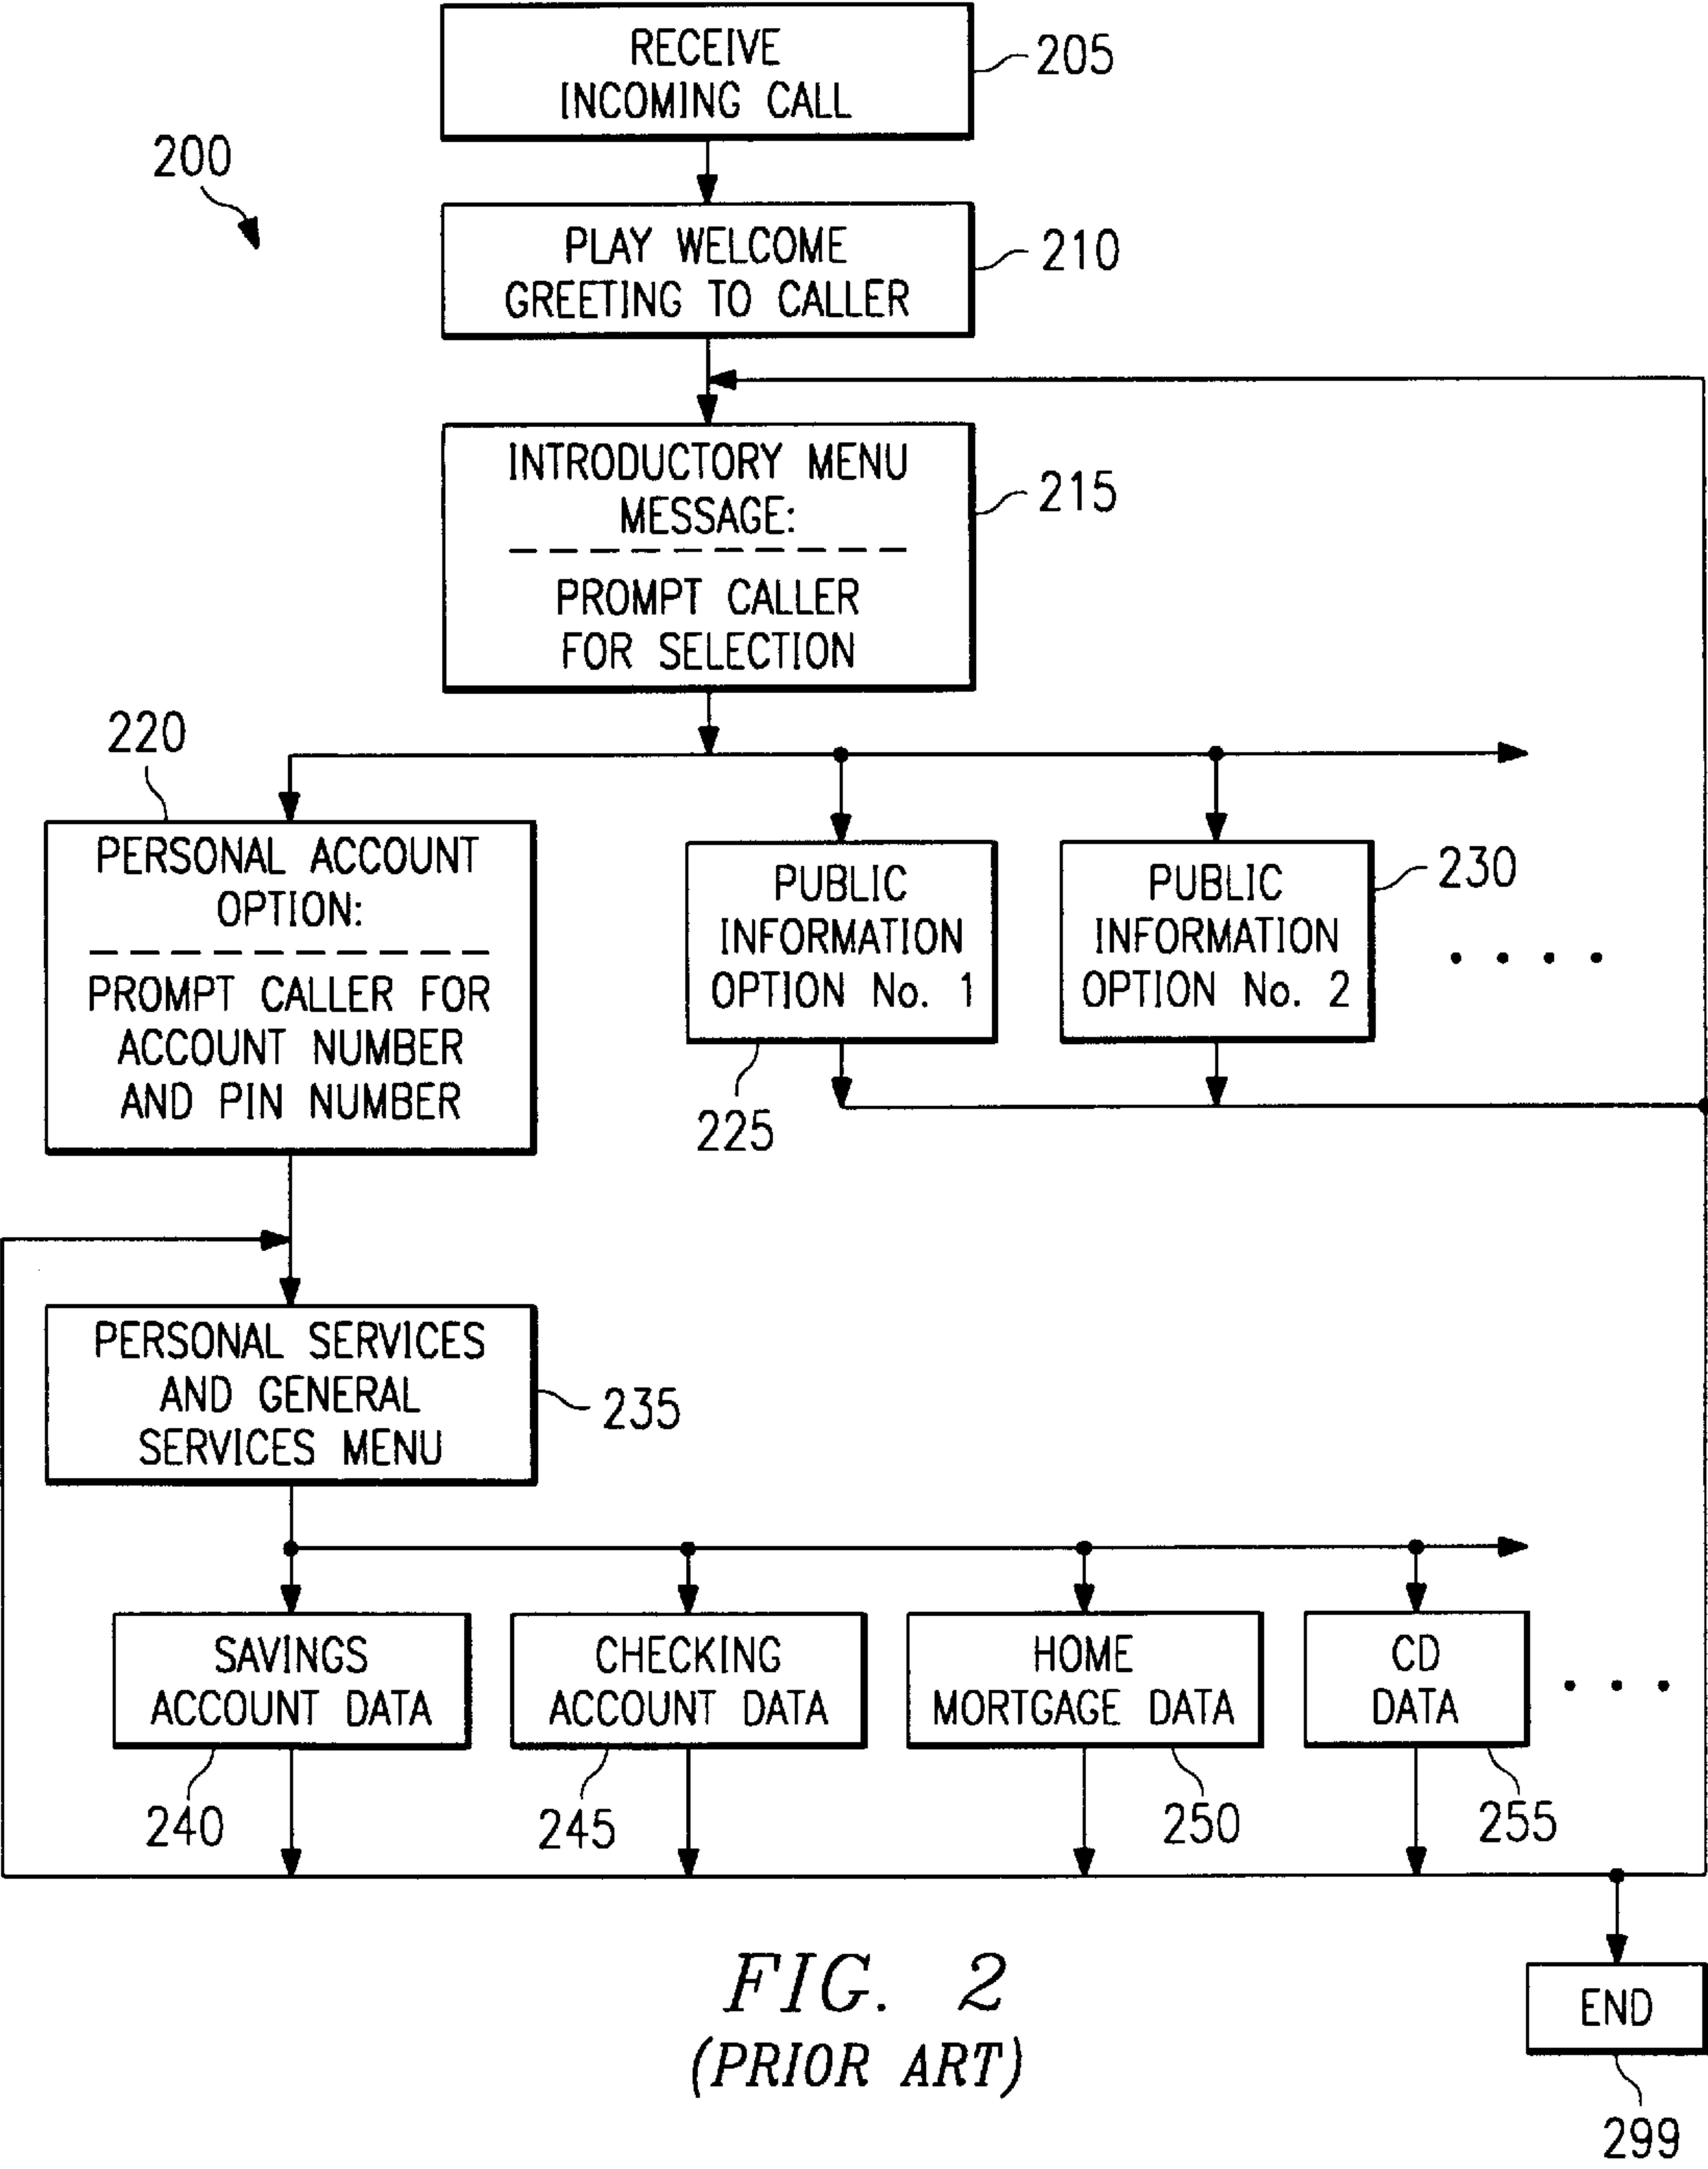 RECEIVE
INCOMING CALL
205
200
PLAY WELCOME
GREETING TO CALLER
210
INTRODUCTORY MENU
MESSAGE:
PROMPT CALLER
FOR SELECTION
215
220
PERSONAL ACCOUNT
OPTION:
PROMPT CALLER FOR
ACCOUNT NUMBER
AND PIN NUMBER
PUBLIC
INFORMATION
OPTION No. 1
225
PUBLIC
INFORMATION
OPTION No. 2
230
. . . .
PERSONAL SERVICES
AND GENERAL
SERVICES MENU
235
SAVINGS
ACCOUNT DATA
240
CHECKING
ACCOUNT DATA
245
HOME
MORTGAGE DATA
250
CD
DATA
255
. . .
END
299
FIG. 2
(PRIOR ART)